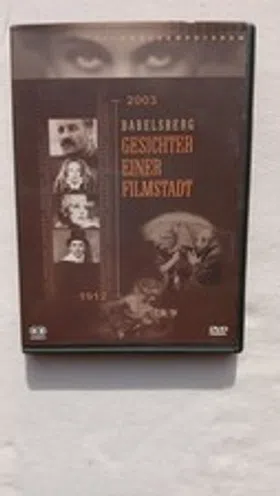 2003
BABELSBERG
GESICHTER
EINER
FILMSTADT
1912
DVD